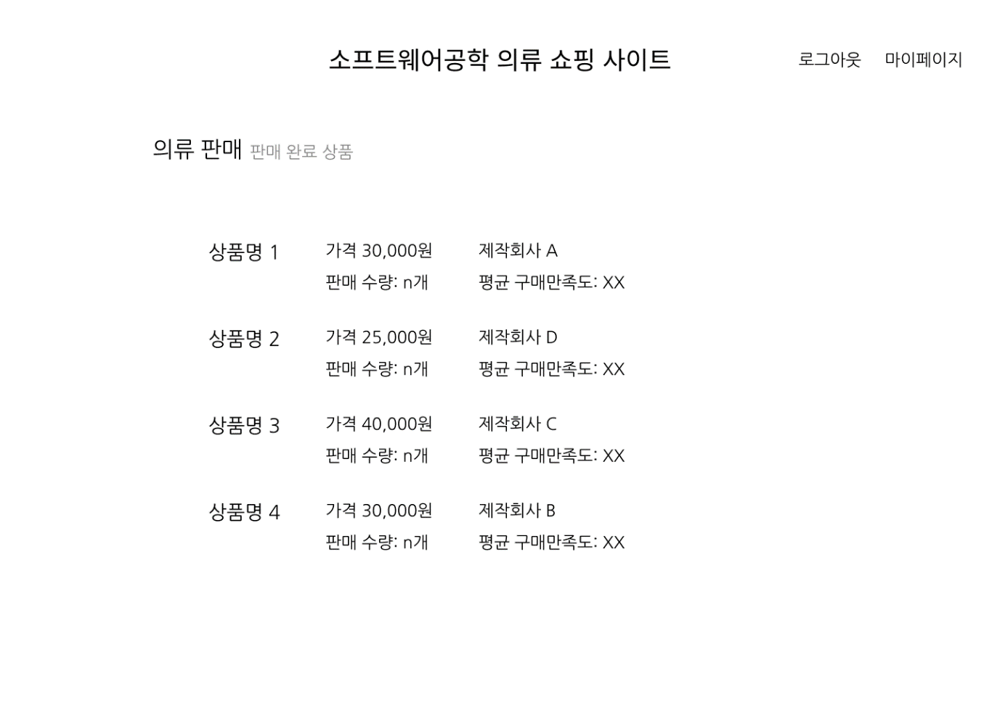 소프트웨어공학 의류 쇼핑 사이트 로그아웃 마이페이지
의류 판매 판매 완료 상품
상품명 1 가격 30,000원 제작회사 A
판매 수량: n개 평균 구매만족도: XX
상품명 2 가격 25,000원 제작회사 D
판매 수량: n개 평균 구매만족도: XX
상품명 3 가격 40,000원 제작회사 C
판매 수량: n개 평균 구매만족도: XX
상품명 4 가격 30,000원 제작회사 B
판매 수량: n개 평균 구매만족도: XX